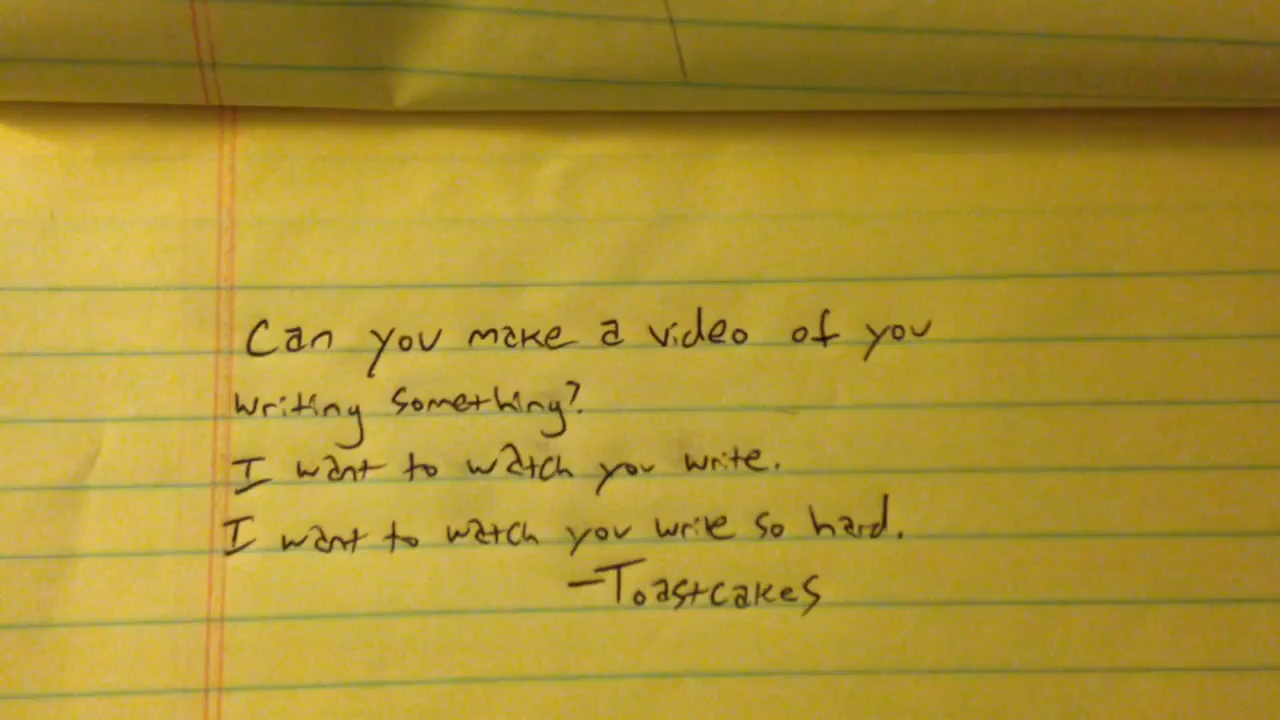 Can you make a video of you
writing something?
I want to watch you write.
I want to watch you write so hard.
-Toastcakes